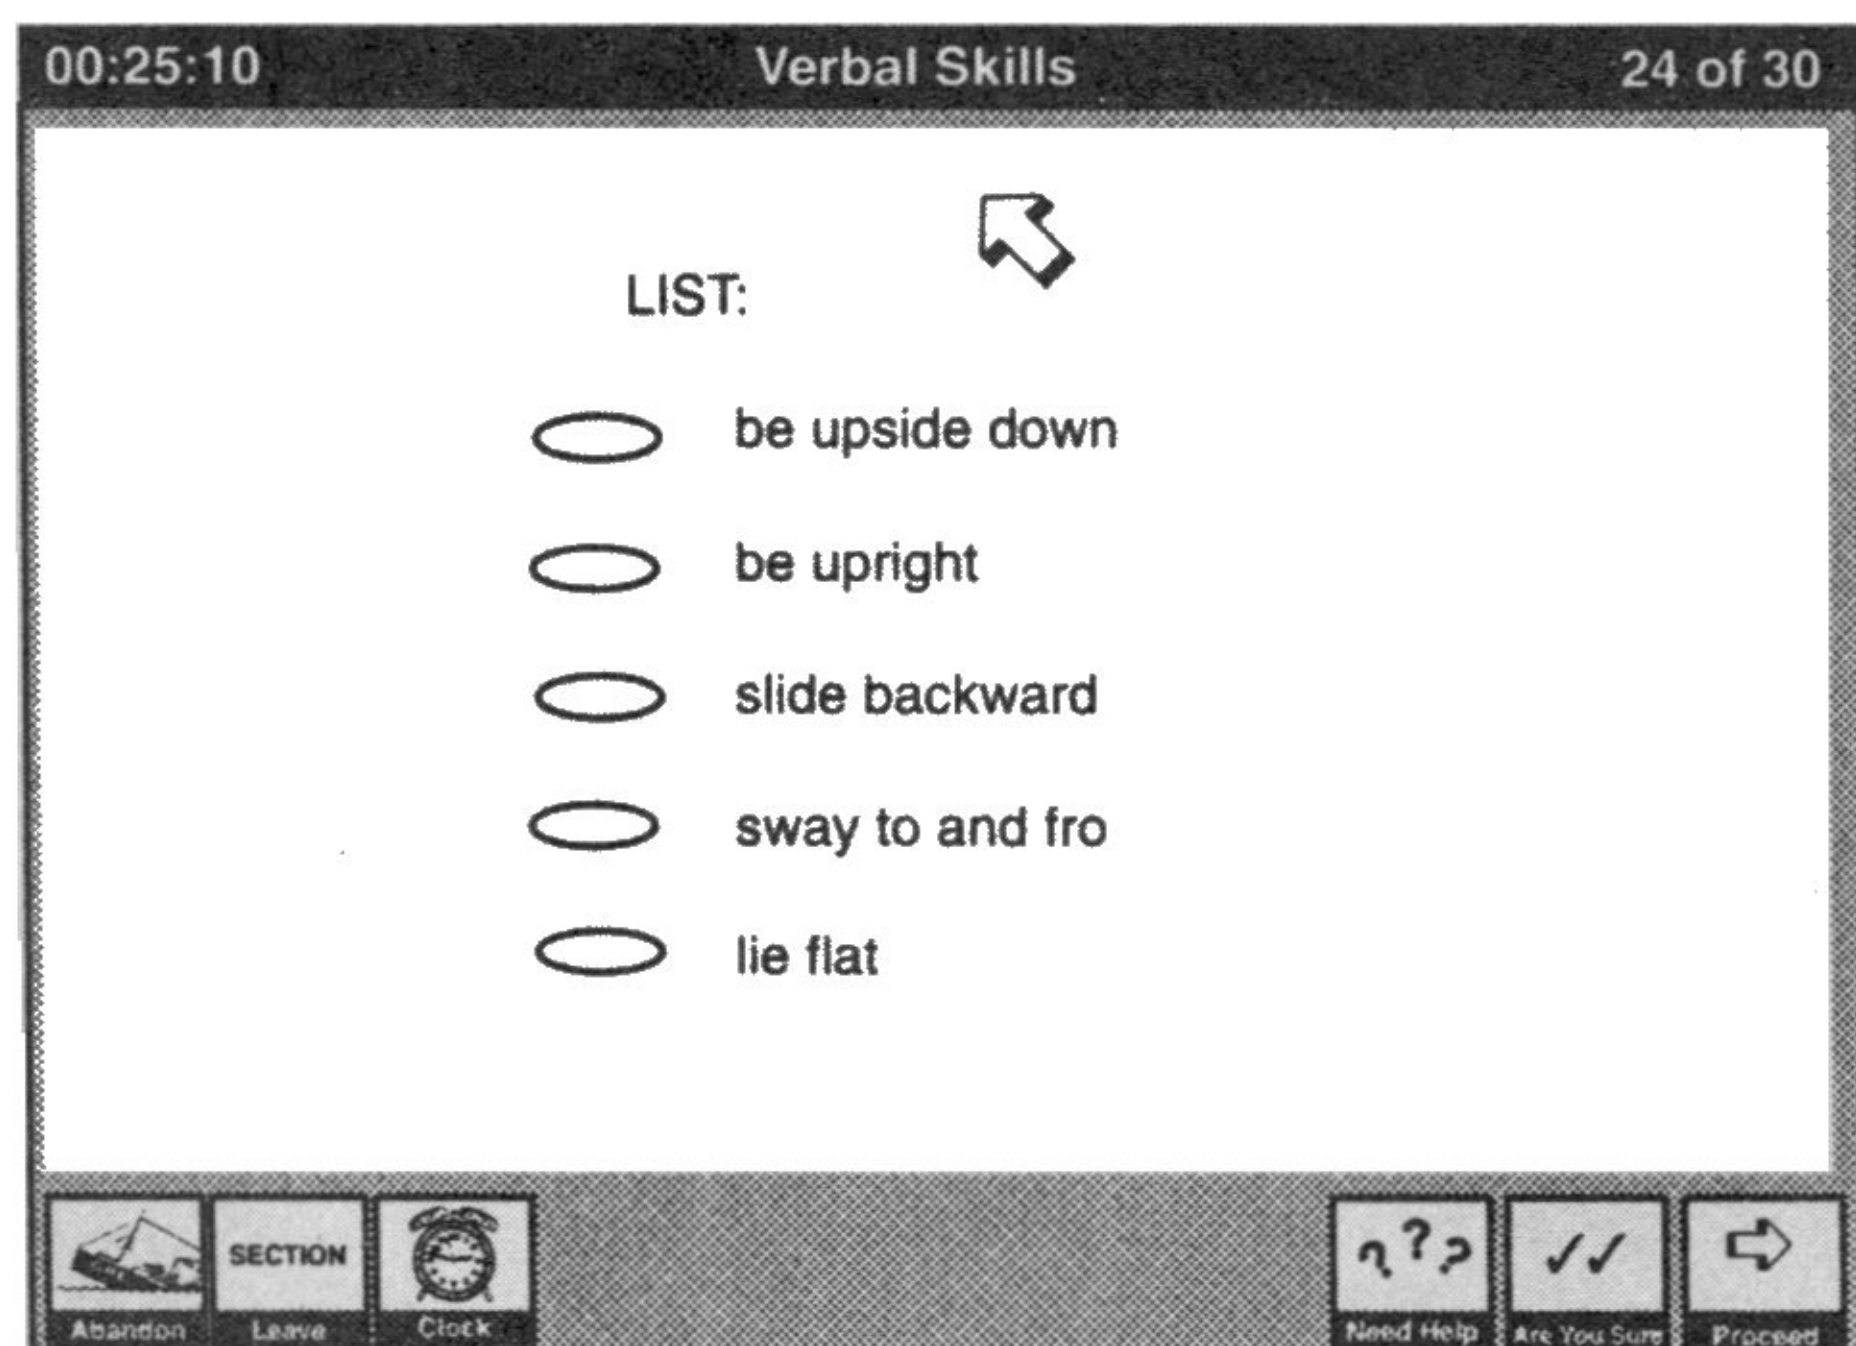 00:25:10 Verbal Skills 24 of 30
LIST:
be upside down
be upright
slide backward
sway to and fro
lie flat
SECTION
? ? ?
Abandon Leave Clock Need Help Are You Sure Proceed